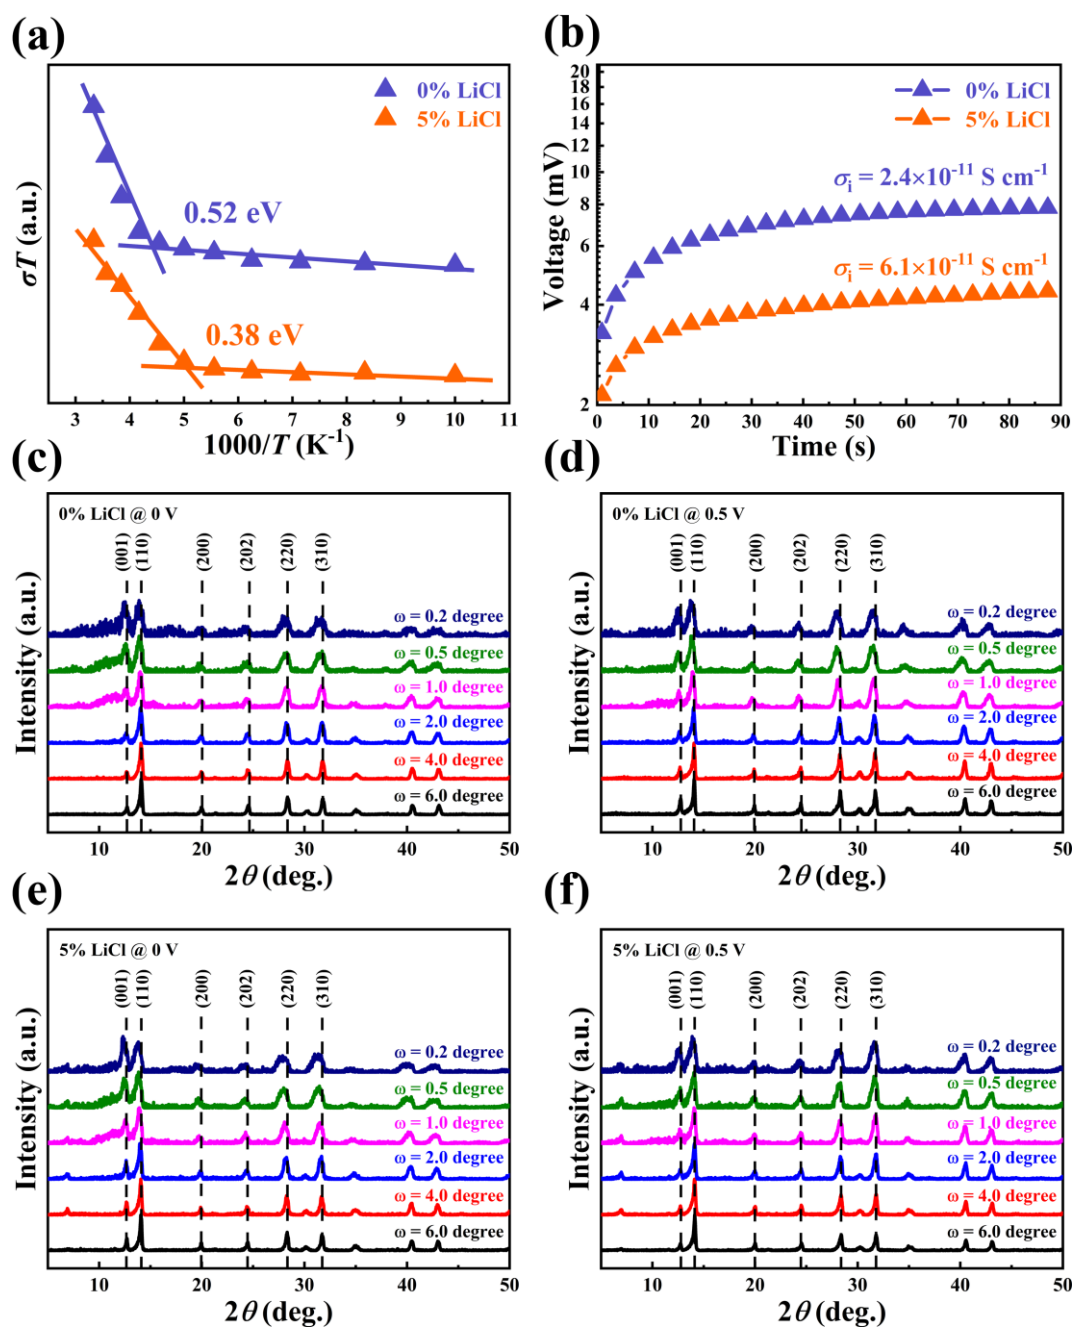 (a)
0% LiCl
5% LiCl
0.52 eV
0.38 eV
σT (a.u.)
3 4 5 6 7 8 9 10 11
1000/T (K⁻¹)
(b)
20
18
16
14
12
10
8
6
4
2
0% LiCl
5% LiCl
σi = 2.4×10⁻¹¹ S cm⁻¹
σi = 6.1×10⁻¹¹ S cm⁻¹
Voltage (mV)
0 10 20 30 40 50 60 70 80 90
Time (s)
(c)
0% LiCl @ 0 V
(001) (110) (200) (202) (220) (310)
ω = 0.2 degree
ω = 0.5 degree
ω = 1.0 degree
ω = 2.0 degree
ω = 4.0 degree
ω = 6.0 degree
Intensity (a.u.)
10 20 30 40 50
2θ (deg.)
(d)
0% LiCl @ 0.5 V
(001) (110) (200) (202) (220) (310)
ω = 0.2 degree
ω = 0.5 degree
ω = 1.0 degree
ω = 2.0 degree
ω = 4.0 degree
ω = 6.0 degree
Intensity (a.u.)
10 20 30 40 50
2θ (deg.)
(e)
5% LiCl @ 0 V
(001) (110) (200) (202) (220) (310)
ω = 0.2 degree
ω = 0.5 degree
ω = 1.0 degree
ω = 2.0 degree
ω = 4.0 degree
ω = 6.0 degree
Intensity (a.u.)
10 20 30 40 50
2θ (deg.)
(f)
5% LiCl @ 0.5 V
(001) (110) (200) (202) (220) (310)
ω = 0.2 degree
ω = 0.5 degree
ω = 1.0 degree
ω = 2.0 degree
ω = 4.0 degree
ω = 6.0 degree
Intensity (a.u.)
10 20 30 40 50
2θ (deg.)